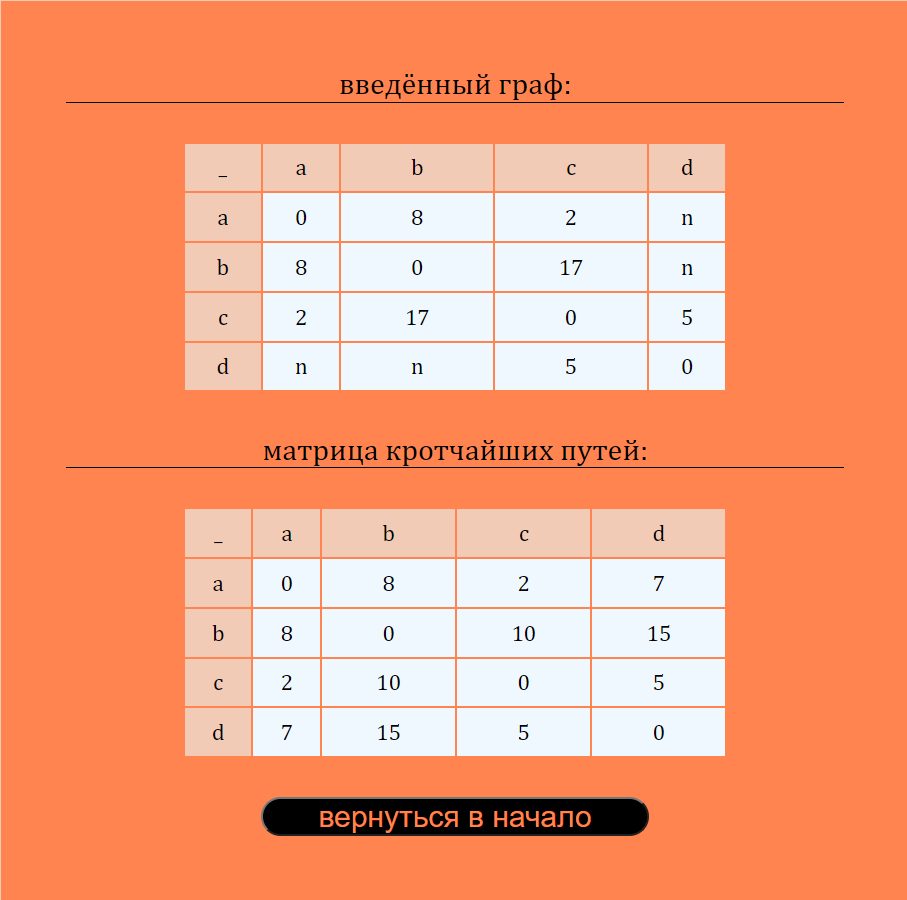 введённый граф:
_ a b c d
a 0 8 2 n
b 8 0 17 n
c 2 17 0 5
d n n 5 0
матрица кротчайших путей:
_ a b c d
a 0 8 2 7
b 8 0 10 15
c 2 10 0 5
d 7 15 5 0
вернуться в начало